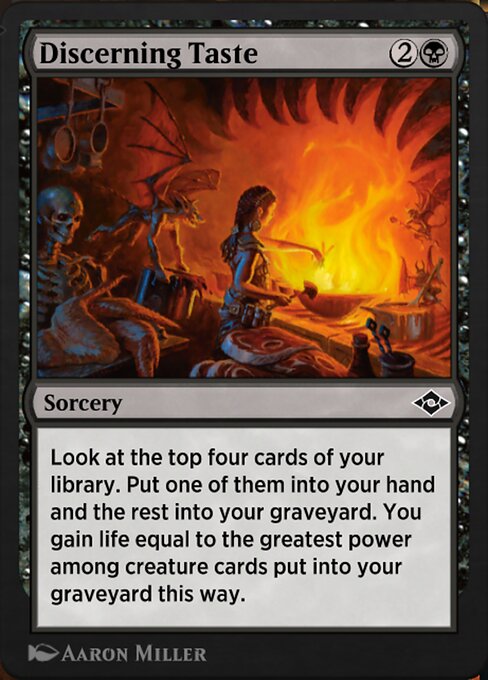 Discerning Taste 2
Sorcery
Look at the top four cards of your
library. Put one of them into your hand
and the rest into your graveyard. You
gain life equal to the greatest power
among creature cards put into your
graveyard this way.
Aaron Miller